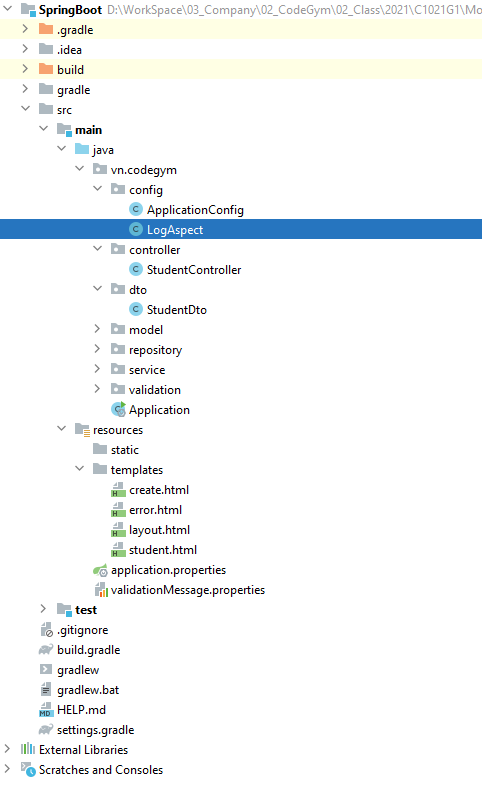 SpringBoot D:\WorkSpace\03_Company\02_CodeGym\02_Class\2021\C1021G1\Mo
.gradle
.idea
build
gradle
src
main
java
vn.codegym
config
ApplicationConfig
LogAspect
controller
StudentController
dto
StudentDto
model
repository
service
validation
Application
resources
static
templates
create.html
error.html
layout.html
student.html
application.properties
validationMessage.properties
test
.gitignore
build.gradle
gradlew
gradlew.bat
HELP.md
settings.gradle
External Libraries
Scratches and Consoles